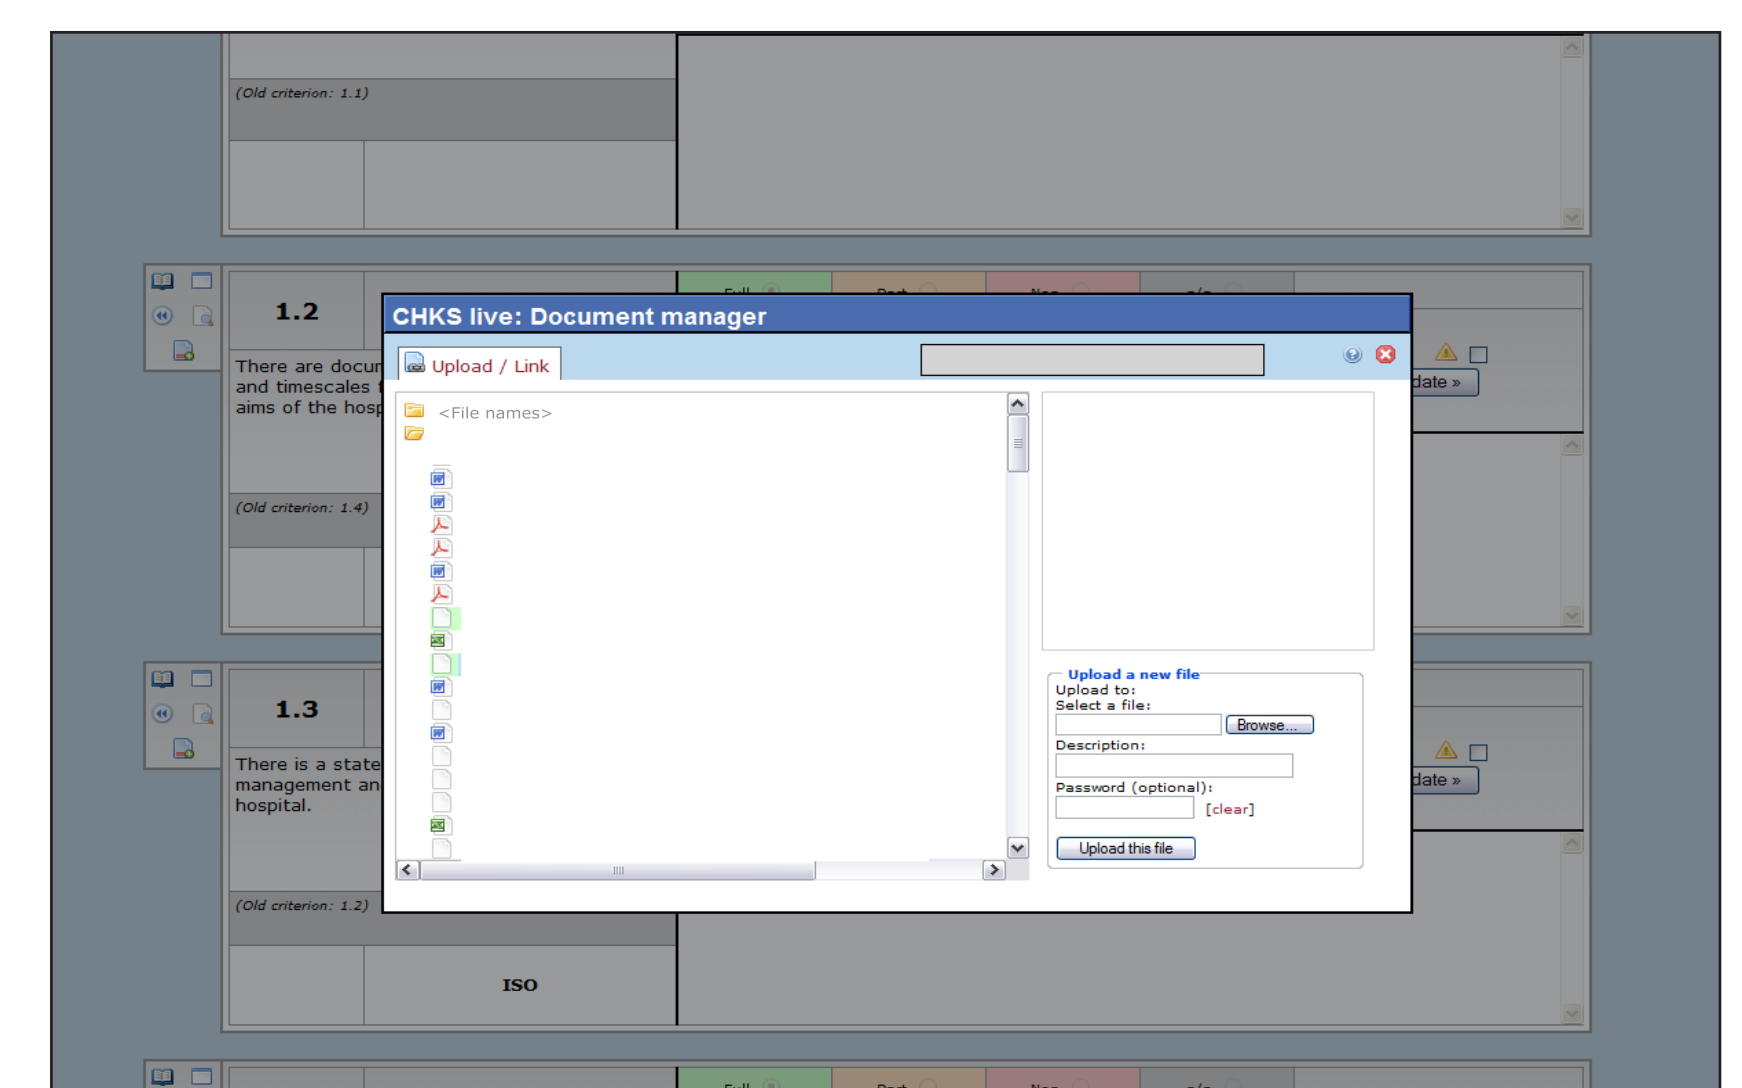 (Old criterion: 1.1)
1.2
CHKS live: Document manager
Upload / Link
There are docu
and timescales
aims of the hosp
date »
<File names>
(Old criterion: 1.4)
Upload a new file
Upload to:
Select a file:
Browse...
Description:
Password (optional):
[clear]
Upload this file
1.3
There is a state
management an
hospital.
date »
(Old criterion: 1.2)
ISO